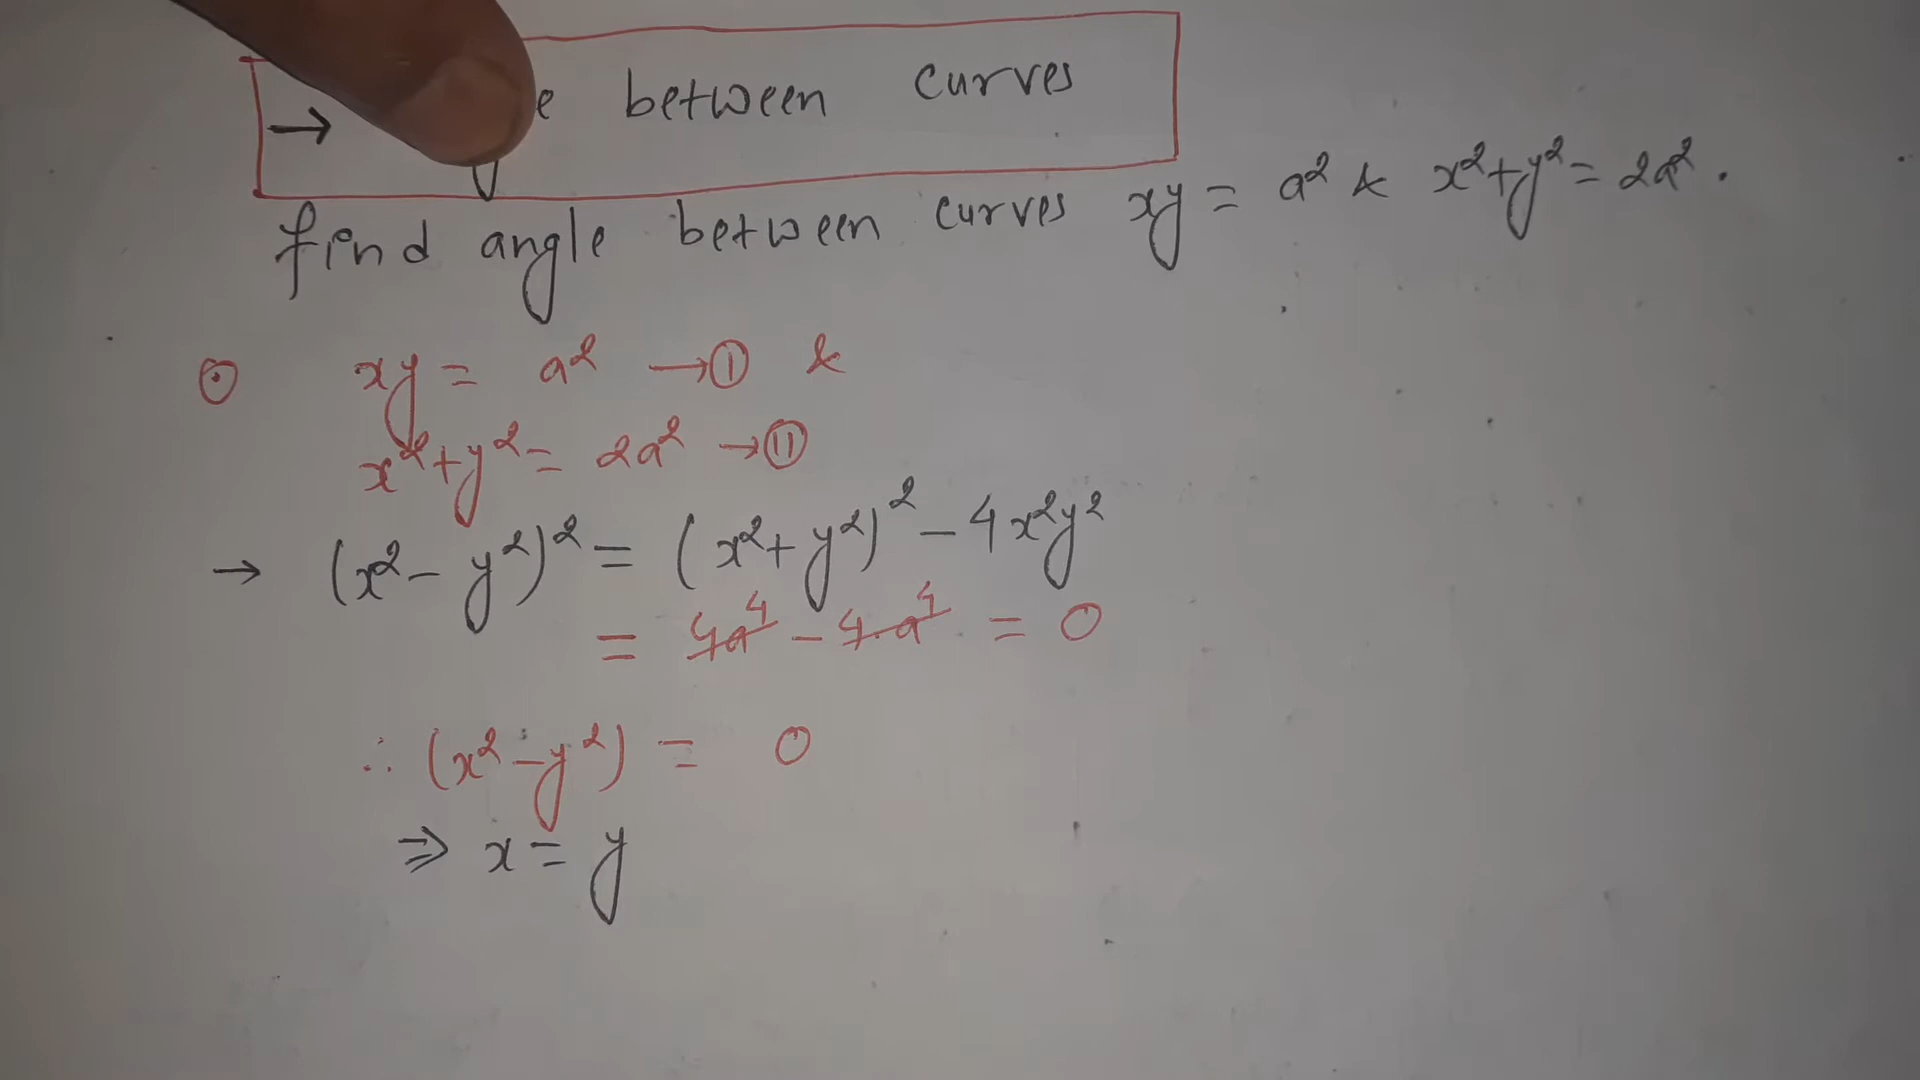 → between curves
find angle between curves xy = a² & x²+y² = 2a².
⊙ xy = a² → ① &
x²+y² = 2a² → ⑪
→ (x² - y²)² = (x²+y²)² - 4x²y²
= 4a⁴ - 4.a⁴ = 0
∴ (x²-y²) = 0
⇒ x = y